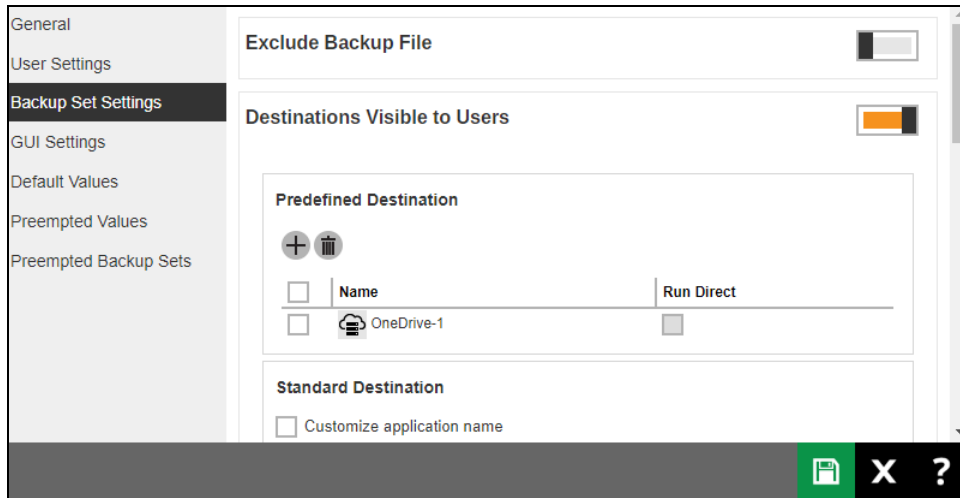 General
User Settings
Backup Set Settings
GUI Settings
Default Values
Preempted Values
Preempted Backup Sets
Exclude Backup File
Destinations Visible to Users
Predefined Destination
Name Run Direct
OneDrive-1
Standard Destination
Customize application name
X ?